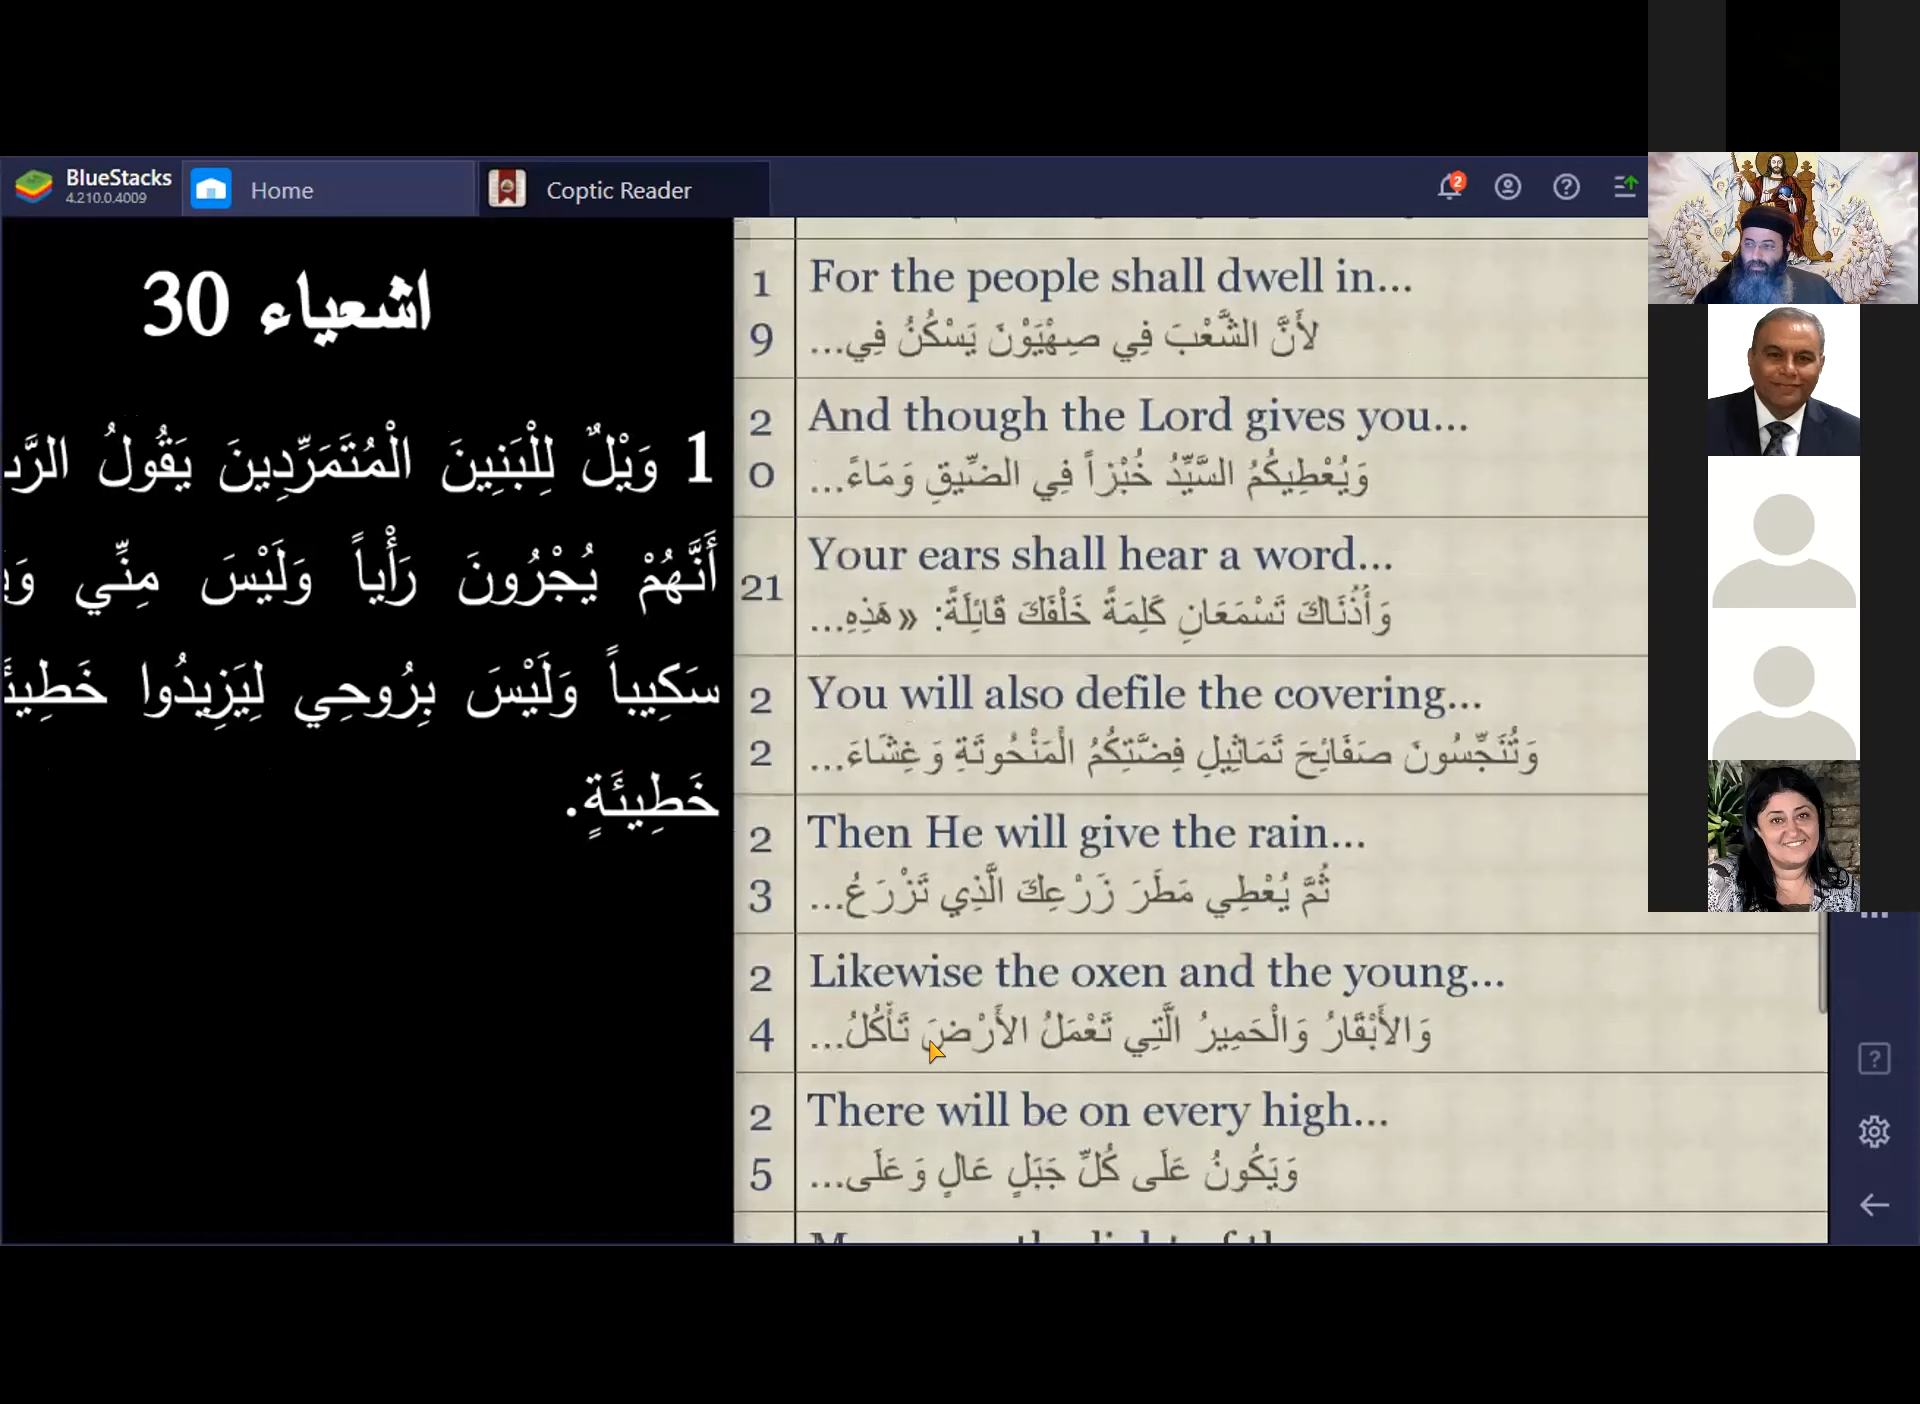 BlueStacks
4.210.0.4009
Home
Coptic Reader
2
اشعياء 30
1 وَيْلٌ لِلْبَنِينَ الْمُتَمَرِّدِينَ يَقُولُ
أَنَّهُمْ يُجْرُونَ رَأْياً وَلَيْسَ مِنِّي
سَكِيباً وَلَيْسَ بِرُوحِي لِيَزِيدُوا
خَطِيئَةٍ.
19
For the people shall dwell in...
لأَنَّ الشَّعْبَ فِي صِهْيَوْنَ يَسْكُنُ فِي...
20
And though the Lord gives you...
وَيُعْطِيكُمُ السَّيِّدُ خُبْزاً فِي الضِّيقِ وَمَاءً...
21
Your ears shall hear a word...
وَأُذُنَاكَ تَسْمَعَانِ كَلِمَةً خَلْفَكَ قَائِلَةً: «هَذِهِ...
22
You will also defile the covering...
وَتُنَجِّسُونَ صَفَائِحَ تَمَاثِيلِ فِضَّتِكُمُ الْمَنْحُوتَةِ وَغِشَاءَ...
23
Then He will give the rain...
ثُمَّ يُعْطِي مَطَرَ زَرْعِكَ الَّذِي تَزْرَعُ...
24
Likewise the oxen and the young...
وَالأَبْقَارُ وَالْحَمِيرُ الَّتِي تَعْمَلُ الأَرْضَ تَأْكُلُ...
25
There will be on every high...
وَيَكُونُ عَلَى كُلِّ جَبَلٍ عَالٍ وَعَلَى...